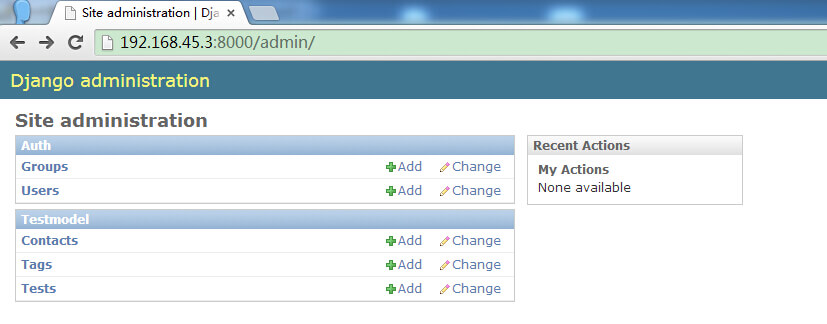 Site administration | Dja
192.168.45.3:8000/admin/
Django administration
Site administration
Auth
Groups Add Change
Users Add Change
Testmodel
Contacts Add Change
Tags Add Change
Tests Add Change
Recent Actions
My Actions
None available